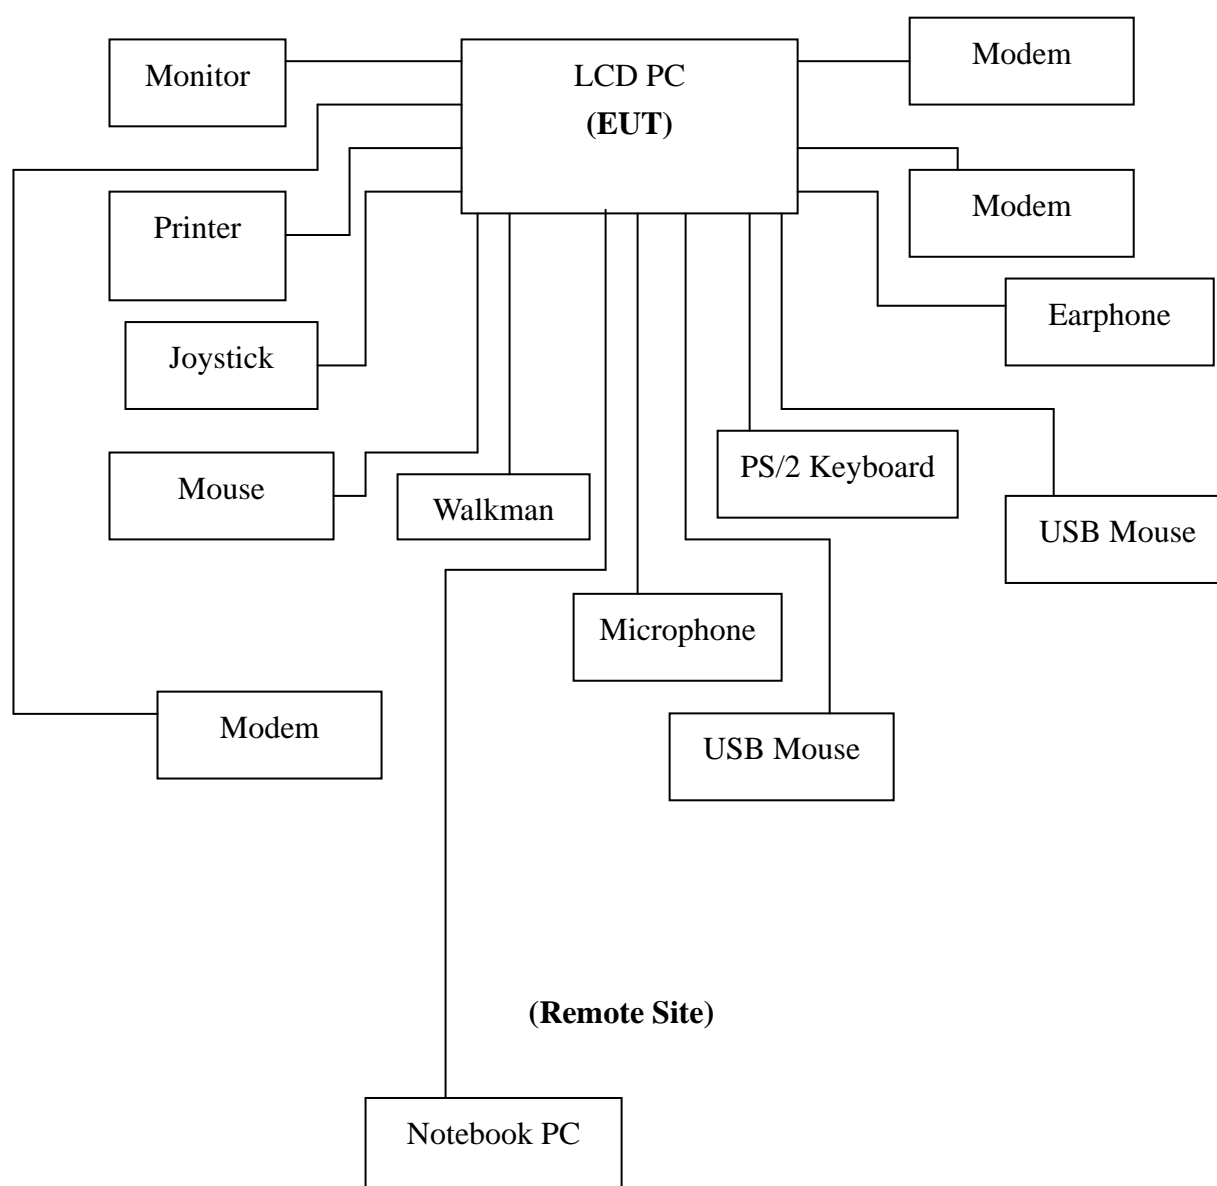 Monitor
LCD PC
(EUT)
Modem
Printer
Modem
Joystick
Earphone
Mouse
Walkman
PS/2 Keyboard
USB Mouse
Microphone
Modem
USB Mouse
(Remote Site)
Notebook PC